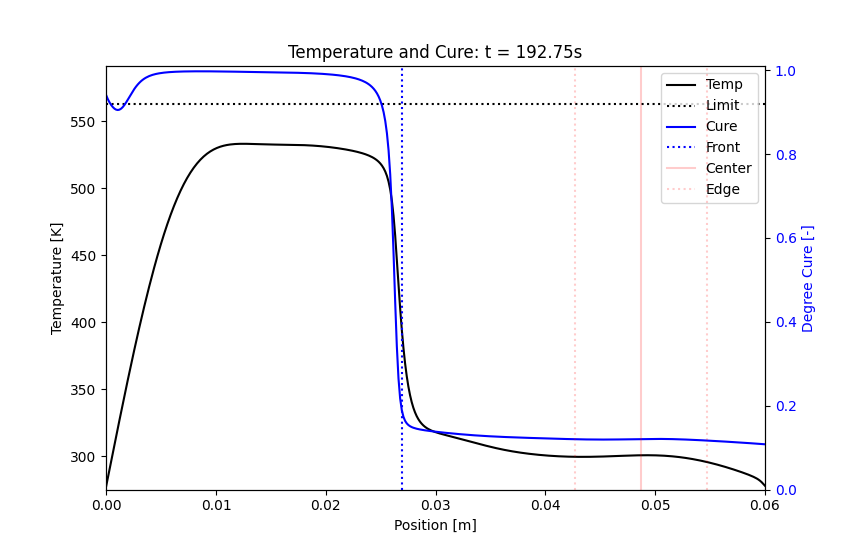 Temperature and Cure: t = 192.75s
Temperature [K]
550
500
450
400
350
300
Temp
Limit
Cure
Front
Center
Edge
1.0
0.8
0.6
0.4
0.2
0.0
Degree Cure [-]
0.00
0.01
0.02
0.03
0.04
0.05
0.06
Position [m]